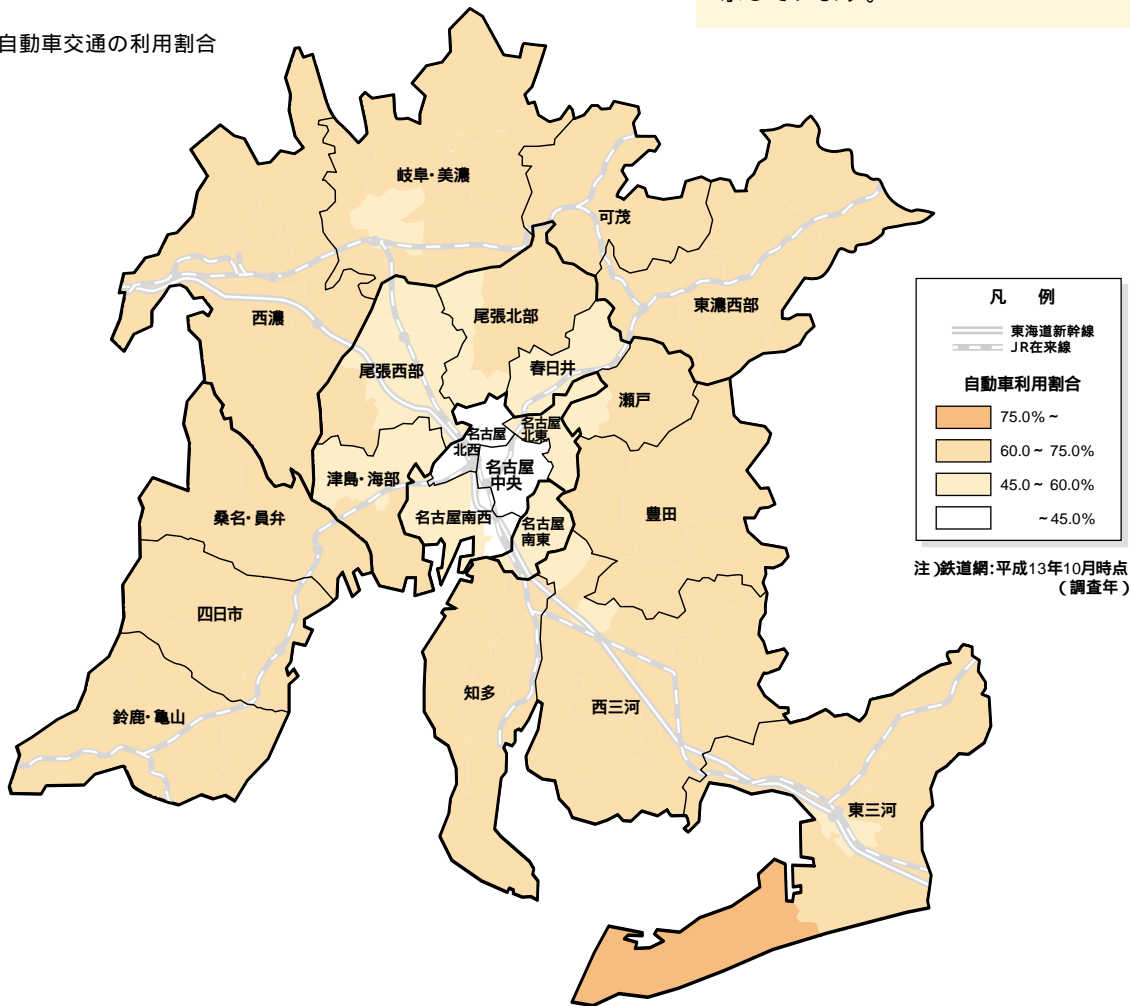 自動車交通の利用割合
岐阜・美濃
可茂
東濃西部
西濃
尾張北部
尾張西部
春日井
瀬戸
名古屋
北西
名古屋
北東
名古屋
中央
津島・海部
名古屋南西
名古屋
南東
豊田
桑名・員弁
四日市
鈴鹿・亀山
知多
西三河
東三河
凡 例
東海道新幹線
JR在来線
自動車利用割合
75.0% ~
60.0 ~ 75.0%
45.0 ~ 60.0%
~ 45.0%
注)鉄道網:平成13年10月時点
(調査年)